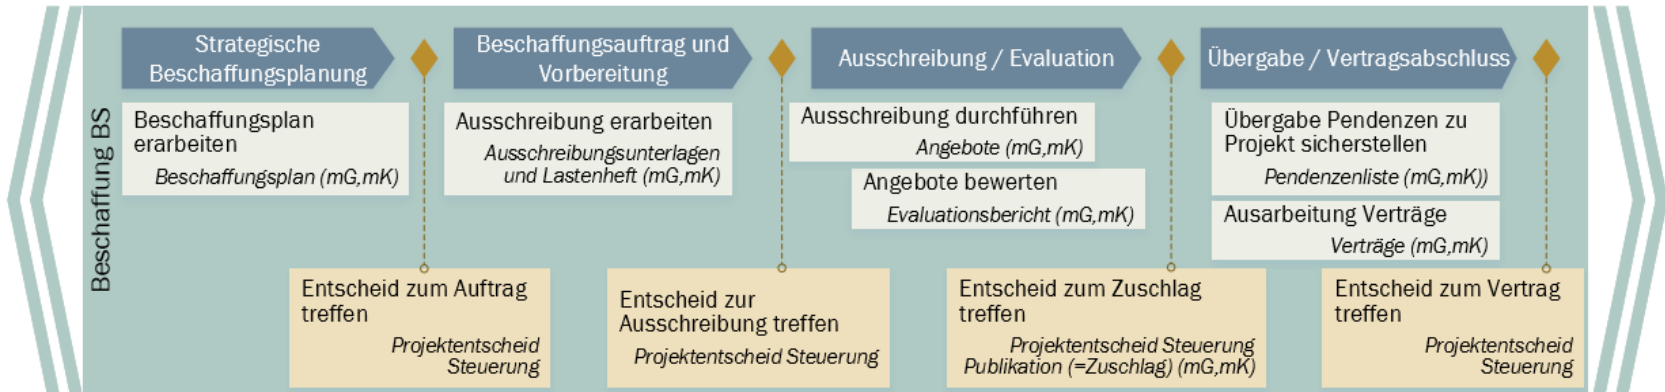 Beschaffung BS
Strategische
Beschaffungsplanung
Beschaffungsplan
erarbeiten
Beschaffungsplan (mG,mK)
Entscheid zum Auftrag
treffen
Projektentscheid
Steuerung
Beschaffungsauftrag und
Vorbereitung
Ausschreibung erarbeiten
Ausschreibungsunterlagen
und Lastenheft (mG,mK)
Entscheid zur
Ausschreibung treffen
Projektentscheid Steuerung
Ausschreibung / Evaluation
Ausschreibung durchführen
Angebote (mG,mK)
Angebote bewerten
Evaluationsbericht (mG,mK)
Entscheid zum Zuschlag
treffen
Projektentscheid Steuerung
Publikation (=Zuschlag) (mG,mK)
Übergabe / Vertragsabschluss
Übergabe Pendenzen zu
Projekt sicherstellen
Pendenzenliste (mG,mK))
Ausarbeitung Verträge
Verträge (mG,mK)
Entscheid zum Vertrag
treffen
Projektentscheid
Steuerung